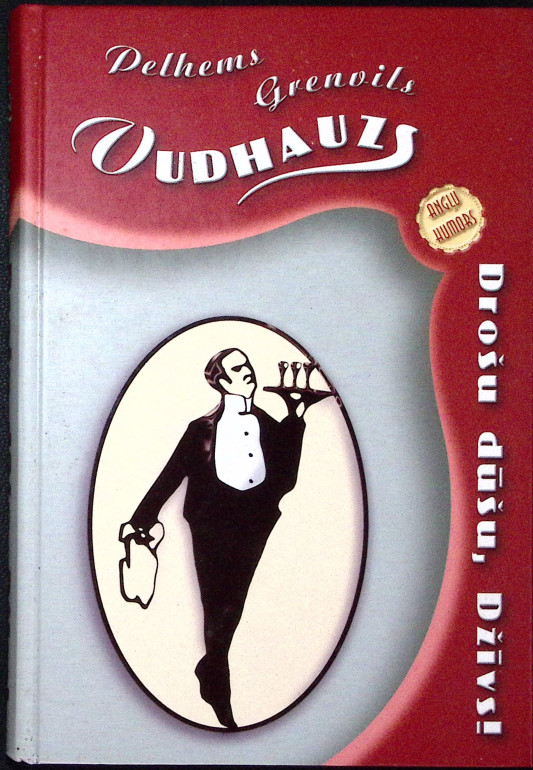 Pelhems
Grenvils
VUDHAUZS
ANGĻU
HUMORS
Drošu dūšu, Džīvs!